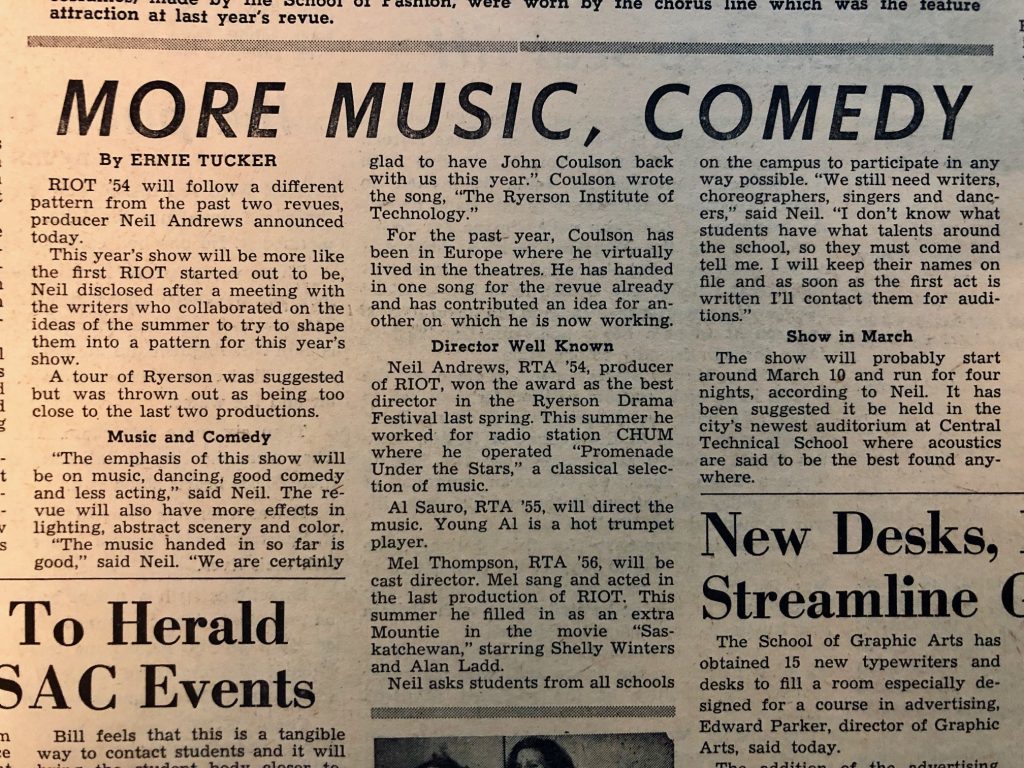 made by the School of Fashion, were worn by the chorus line which was the feature
attraction at last year's revue.
MORE MUSIC, COMEDY
By ERNIE TUCKER
RIOT '54 will follow a different
pattern from the past two revues,
producer Neil Andrews announced
today.
This year's show will be more like
the first RIOT started out to be,
Neil disclosed after a meeting with
the writers who collaborated on the
ideas of the summer to try to shape
them into a pattern for this year's
show.
A tour of Ryerson was suggested
but was thrown out as being too
close to the last two productions.
Music and Comedy
"The emphasis of this show will
be on music, dancing, good comedy
and less acting," said Neil. The re-
vue will also have more effects in
lighting, abstract scenery and color.
"The music handed in so far is
good," said Neil. "We are certainly
glad to have John Coulson back
with us this year." Coulson wrote
the song, "The Ryerson Institute of
Technology."
For the past year, Coulson has
been in Europe where he virtually
lived in the theatres. He has handed
in one song for the revue already
and has contributed an idea for an-
other on which he is now working.
Director Well Known
Neil Andrews, RTA '54, producer
of RIOT, won the award as the best
director in the Ryerson Drama
Festival last spring. This summer he
worked for radio station CHUM
where he operated "Promenade
Under the Stars," a classical selec-
tion of music.
Al Sauro, RTA '55, will direct the
music. Young Al is a hot trumpet
player.
Mel Thompson, RTA '56, will be
cast director. Mel sang and acted in
the last production of RIOT. This
summer he filled in as an extra
Mountie in the movie "Sas-
katchewan," starring Shelly Winters
and Alan Ladd.
Neil asks students from all schools
on the campus to participate in any
way possible. "We still need writers,
choreographers, singers and danc-
ers," said Neil. "I don't know what
students have what talents around
the school, so they must come and
tell me. I will keep their names on
file and as soon as the first act is
written I'll contact them for audi-
tions."
Show in March
The show will probably start
around March 10 and run for four
nights, according to Neil. It has
been suggested it be held in the
city's newest auditorium at Central
Technical School where acoustics
are said to be the best found any-
where.
To Herald
SAC Events
Bill feels that this is a tangible
way to contact students and it will
New Desks,
Streamline
The School of Graphic Arts has
obtained 15 new typewriters and
desks to fill a room especially de-
signed for a course in advertising,
Edward Parker, director of Graphic
Arts, said today.
The addition of the advertising